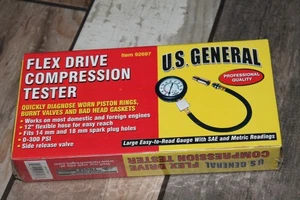 FLEX DRIVE
COMPRESSION
TESTER
Item 92697
QUICKLY DIAGNOSE WORN PISTON RINGS,
BURNT VALVES AND BAD HEAD GASKETS
• Works on most domestic and foreign engines
• 12" flexible hose for easy reach
• Fits 14 mm and 18 mm spark plug holes
• 0-300 PSI
• Side release valve
U.S. GENERAL
PROFESSIONAL
QUALITY
Large Easy-to-Read Gauge With SAE and Metric Readings
U.S. GENERAL
FLEX DRIVE
COMPRESSION TESTER